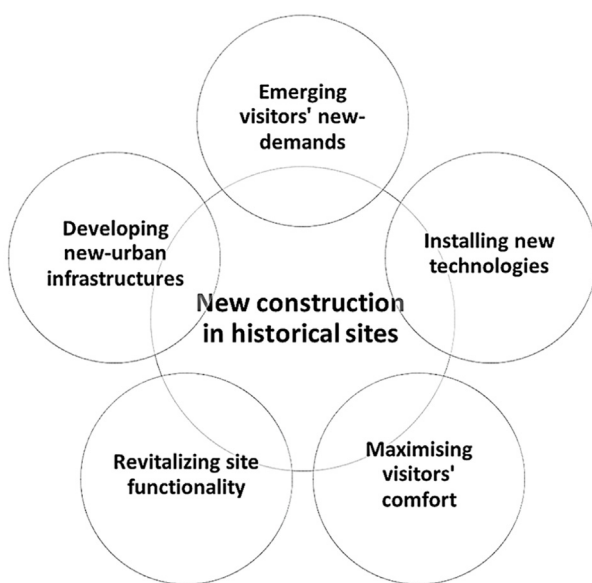 Emerging
visitors' new-
demands
Developing
new-urban
infrastructures
Installing new
technologies
New construction
in historical sites
Revitalizing site
functionality
Maximising
visitors'
comfort